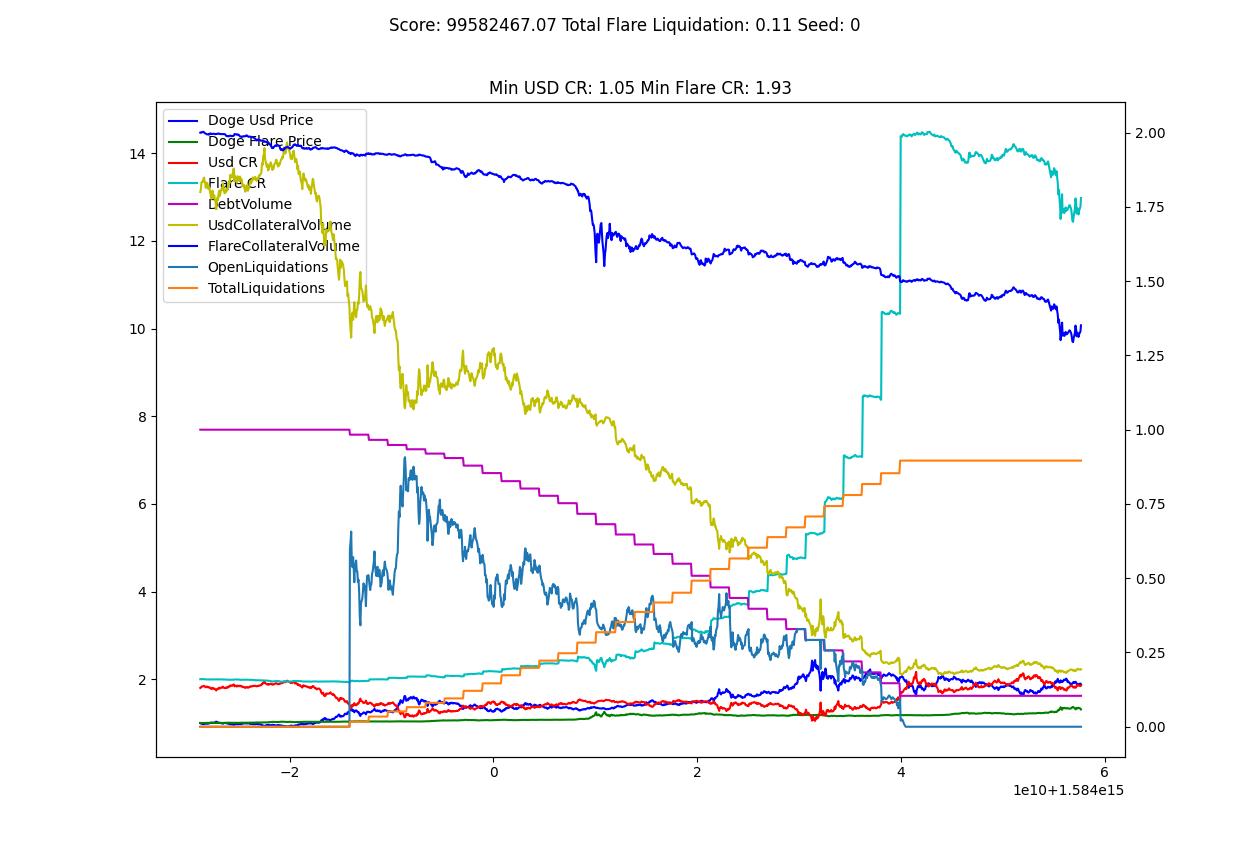 Score: 99582467.07 Total Flare Liquidation: 0.11 Seed: 0
Min USD CR: 1.05 Min Flare CR: 1.93
Doge Usd Price
Doge Flare Price
Usd CR
Flare CR
DebtVolume
UsdCollateralVolume
FlareCollateralVolume
OpenLiquidations
TotalLiquidations
14
12
10
8
6
4
2
2.00
1.75
1.50
1.25
1.00
0.75
0.50
0.25
0.00
−2
0
2
4
6
1e10+1.584e15